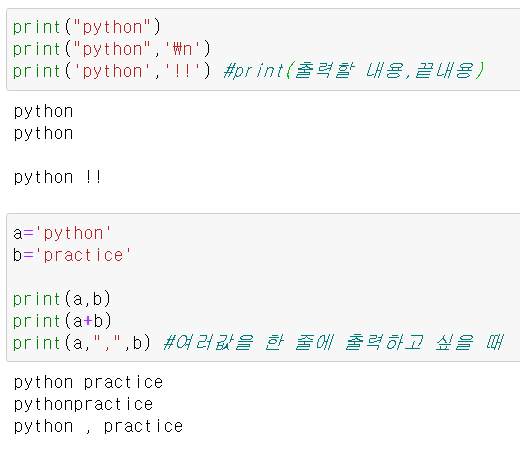 print("python")
print("python",'₩n')
print('python','!!') #print(출력할 내용,끝내용)
python
python
python !!
a='python'
b='practice'
print(a,b)
print(a+b)
print(a,",",b) #여러값을 한 줄에 출력하고 싶을 때
python practice
pythonpractice
python , practice